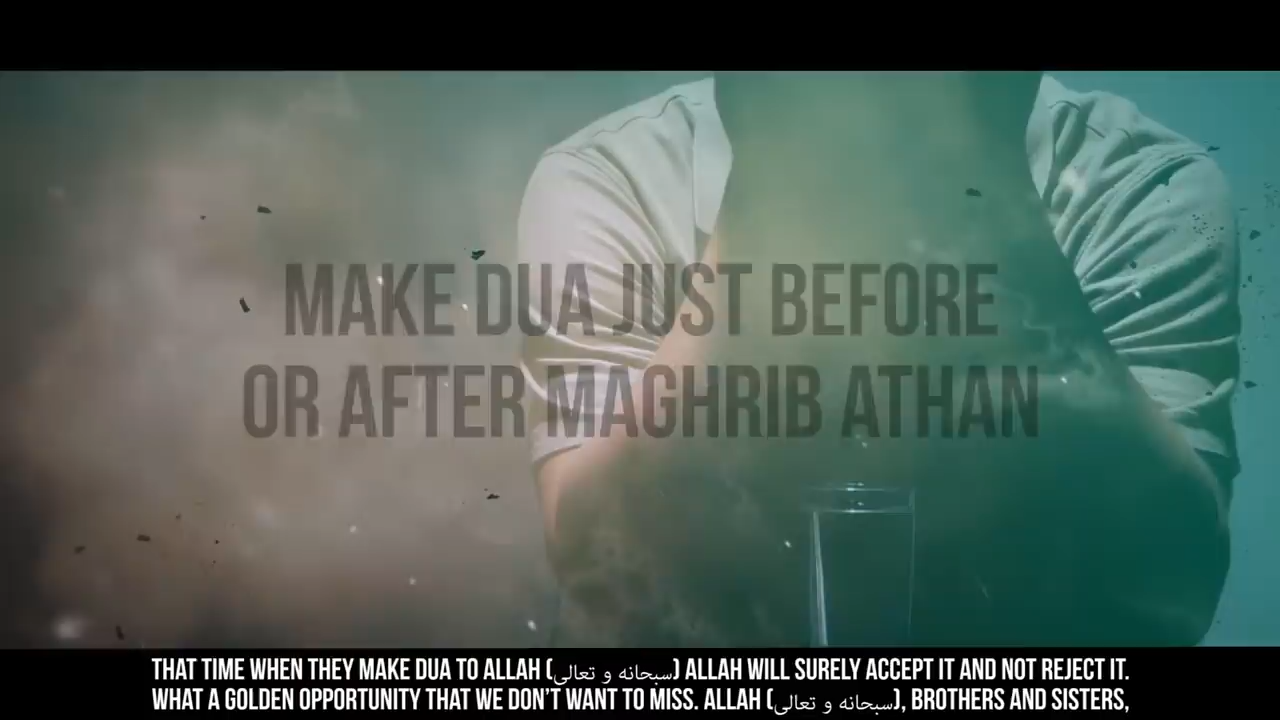 MAKE DUA JUST BEFORE
OR AFTER MAGHRIB ATHAN
THAT TIME WHEN THEY MAKE DUA TO ALLAH (سبحانه و تعالى) ALLAH WILL SURELY ACCEPT IT AND NOT REJECT IT.
WHAT A GOLDEN OPPORTUNITY THAT WE DON'T WANT TO MISS. ALLAH (سبحانه و تعالى), BROTHERS AND SISTERS,